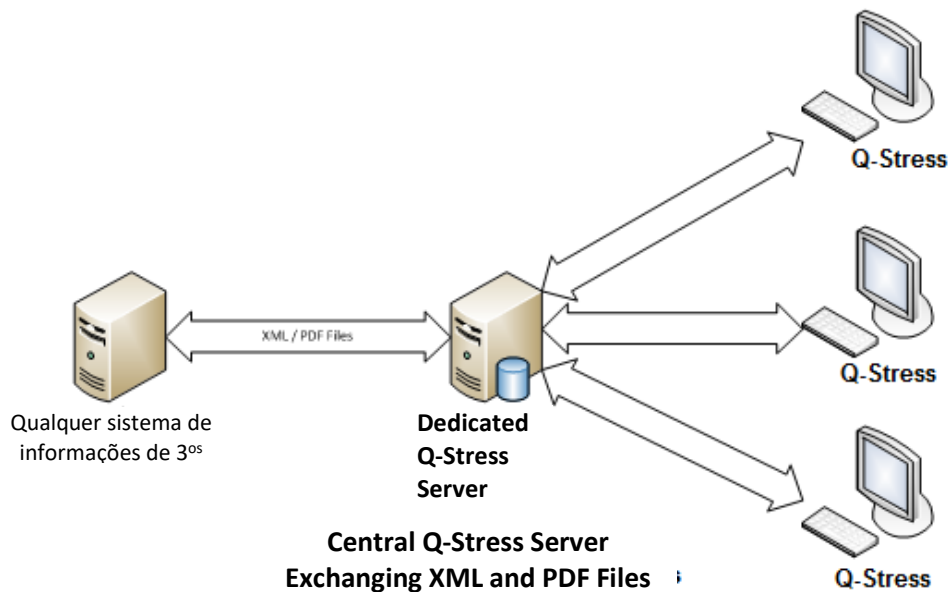 Q-Stress
XML / PDF Files
Q-Stress
Qualquer sistema de
informações de 3ᵒˢ
Dedicated
Q-Stress
Server
Central Q-Stress Server
Exchanging XML and PDF Files
Q-Stress